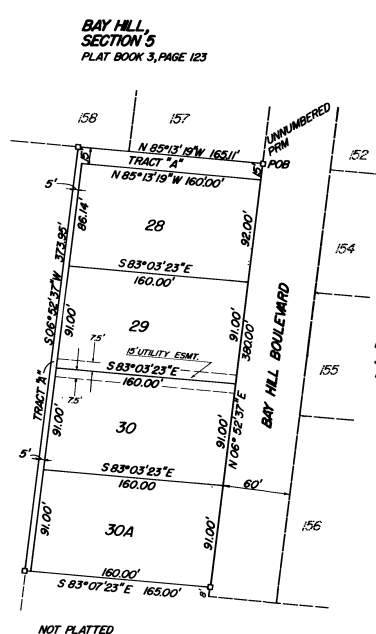 BAY HILL,
SECTION 5
PLAT BOOK 3, PAGE 123
158
157
UNNUMBERED
PRM
152
N 85°13'19"W 165.11'
POB
TRACT "A"
N 85°13'19"W 160.00'
5'
86.14'
28
92.00'
154
S 06°52'37"W 373.95'
S 83°03'23"E
160.00'
29
91.00'
91.00'
380.00'
BAY HILL BOULEVARD
7.5'
15' UTILITY ESMT.
S 83°03'23"E
160.00'
155
TRACT "A"
7.5'
N 06°52'37"E
91.00'
30
91.00'
5'
S 83°03'23"E
160.00
60'
156
91.00'
30A
91.00'
160.00'
S 83°07'23"E 165.00'
NOT PLATTED